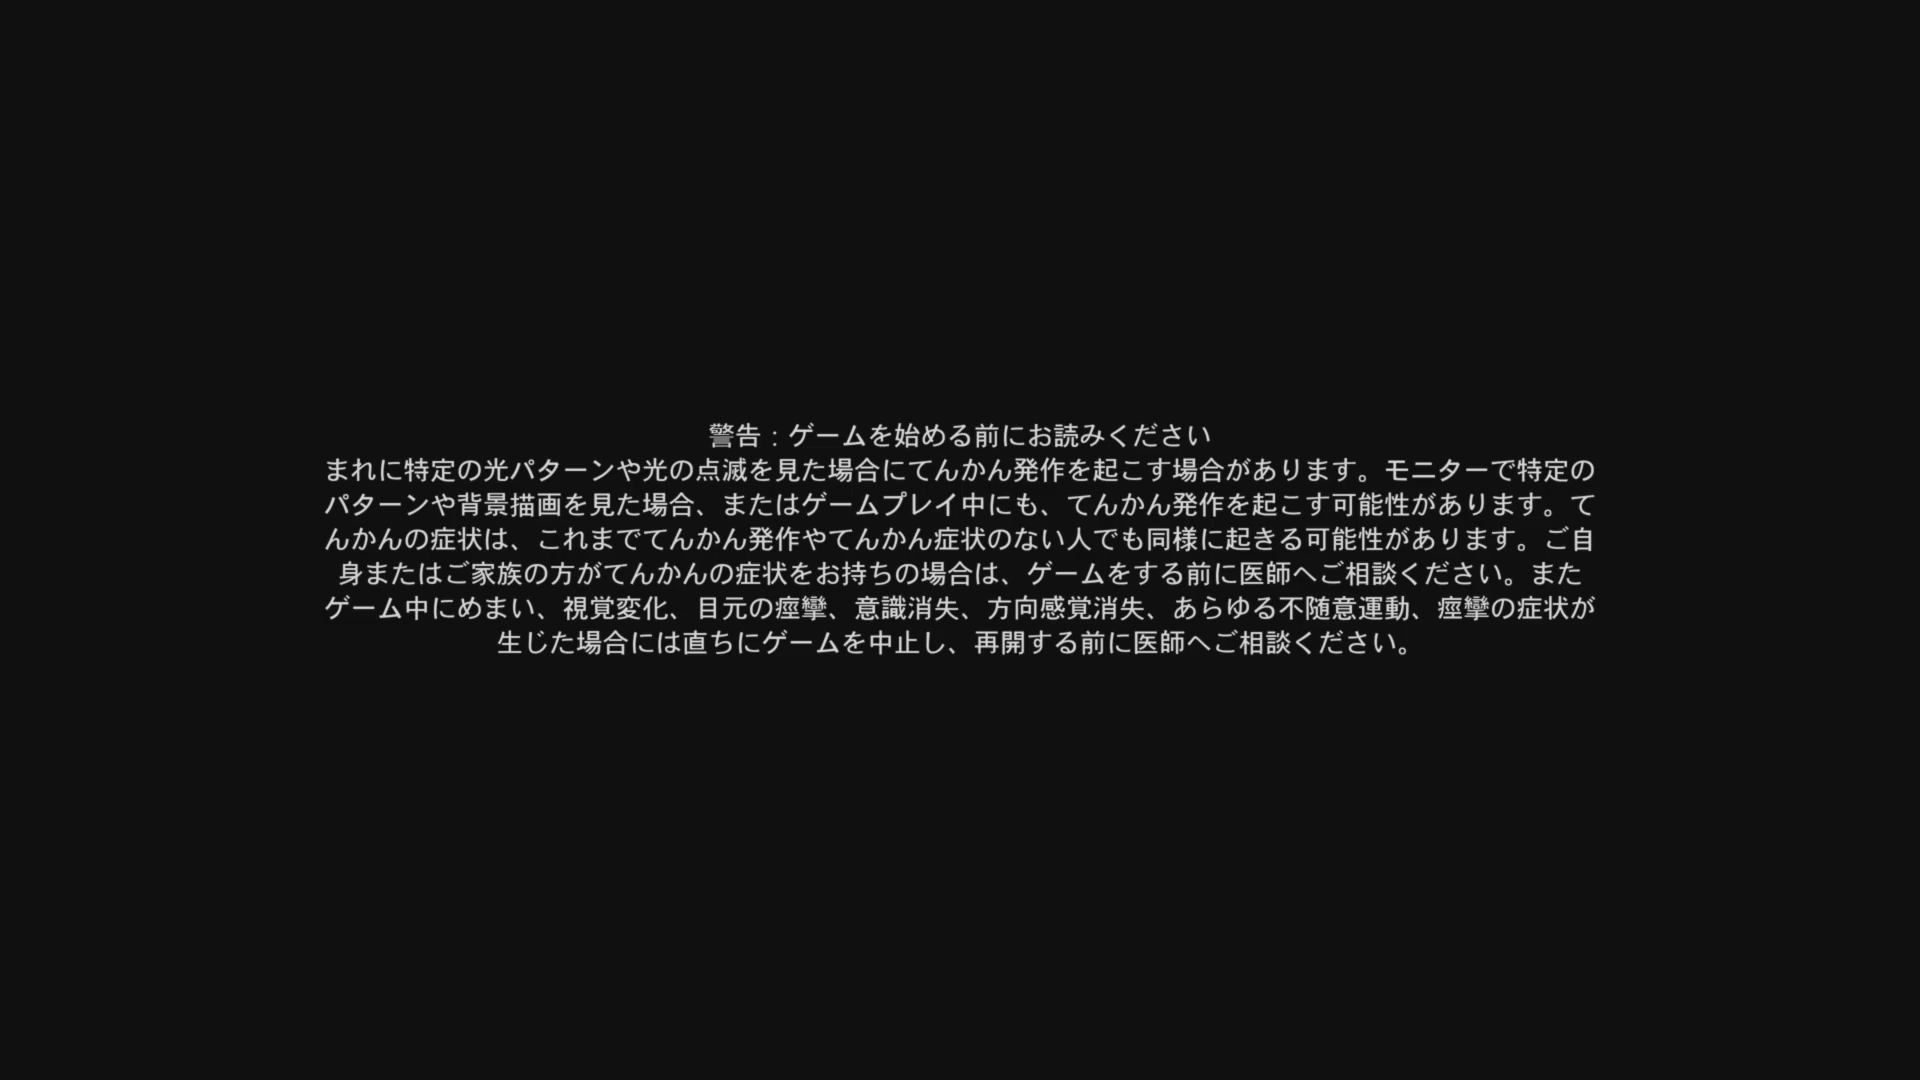 警告：ゲームを始める前にお読みください
まれに特定の光パターンや光の点滅を見た場合にてんかん発作を起こす場合があります。モニターで特定の
パターンや背景描画を見た場合、またはゲームプレイ中にも、てんかん発作を起こす可能性があります。て
んかんの症状は、これまでてんかん発作やてんかん症状のない人でも同様に起きる可能性があります。ご自
身またはご家族の方がてんかんの症状をお持ちの場合は、ゲームをする前に医師へご相談ください。また
ゲーム中にめまい、視覚変化、目元の痙攣、意識消失、方向感覚消失、あらゆる不随意運動、痙攣の症状が
生じた場合には直ちにゲームを中止し、再開する前に医師へご相談ください。